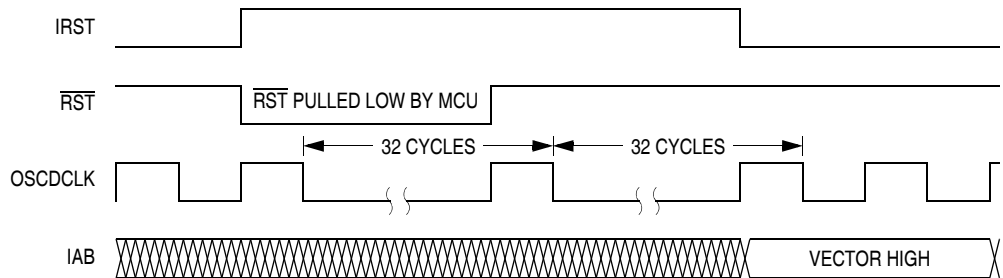 IRST
RST
RST PULLED LOW BY MCU
32 CYCLES
32 CYCLES
OSCDCLK
IAB
VECTOR HIGH